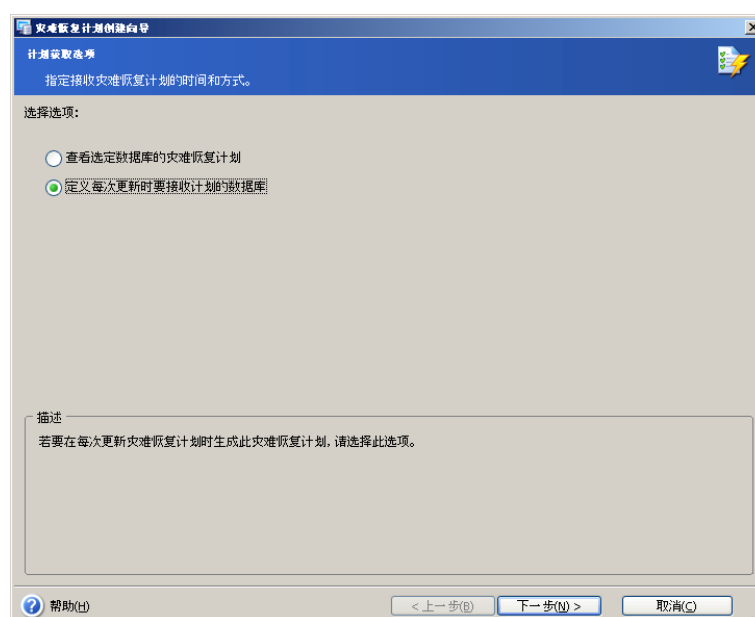 灾难恢复计划创建向导
计划获取选项
指定接收灾难恢复计划的时间和方式。
选择选项:
查看选定数据库的灾难恢复计划
定义每次更新时要接收计划的数据库
描述
若要在每次更新灾难恢复计划时生成此灾难恢复计划, 请选择此选项。
帮助(H) <上一步(B) 下一步(N) > 取消(C)